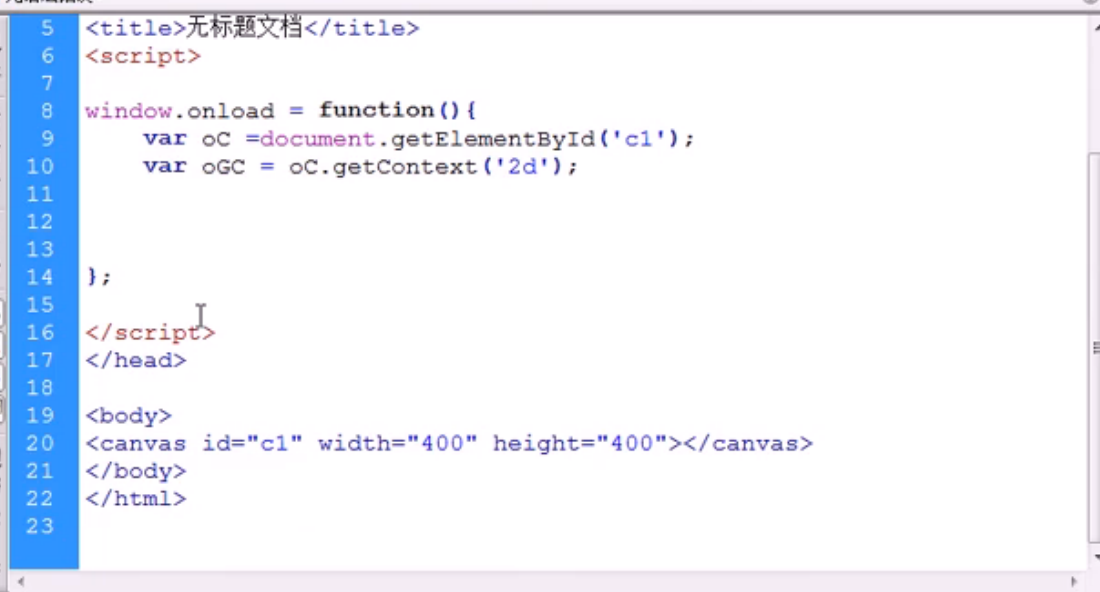 5 <title>无标题文档</title>
6 <script>
7
8 window.onload = function(){
9 var oC =document.getElementById('c1');
10 var oGC = oC.getContext('2d');
11
12
13
14 };
15
16 </script>
17 </head>
18
19 <body>
20 <canvas id="c1" width="400" height="400"></canvas>
21 </body>
22 </html>
23